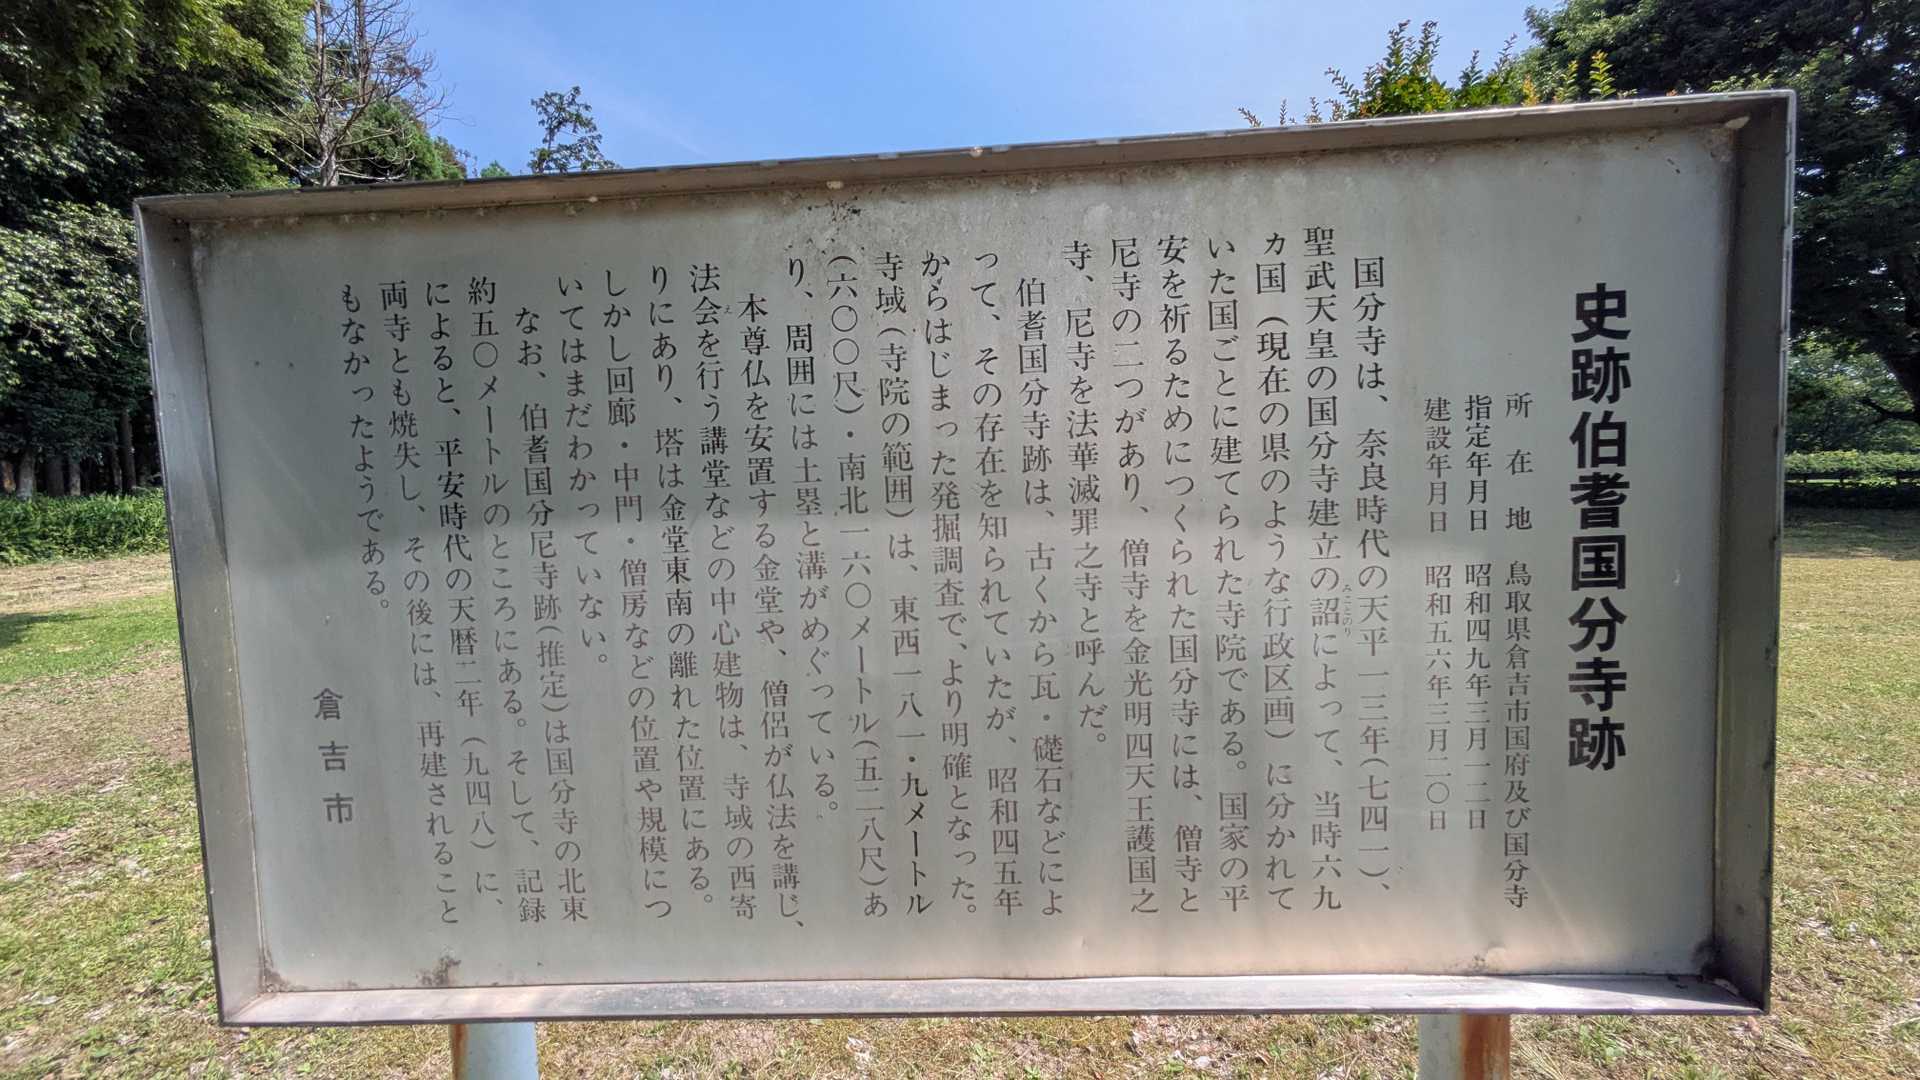 史跡伯耆国分寺跡
所在地 鳥取県倉吉市国府及び国分寺
指定年月日 昭和四九年三月一二日
建設年月日 昭和五六年三月二〇日
国分寺は、奈良時代の天平一三年(七四一)、
聖武天皇の国分寺建立の詔によって、当時六九
みことのり
カ国(現在の県のような行政区画)に分かれて
いた国ごとに建てられた寺院である。国家の平
安を祈るためにつくられた国分寺には、僧寺と
尼寺の二つがあり、僧寺を金光明四天王護国之
寺、尼寺を法華滅罪之寺と呼んだ。
伯耆国分寺跡は、古くから瓦・礎石などによ
って、その存在を知られていたが、昭和四五年
からはじまった発掘調査で、より明確となった。
寺域(寺院の範囲)は、東西一八一・九メートル
(六〇〇尺)・南北一六〇メートル(五二八尺)あ
り、周囲には土塁と溝がめぐっている。
本尊仏を安置する金堂や、僧侶が仏法を講じ、
法会を行う講堂などの中心建物は、寺域の西寄
え
りにあり、塔は金堂東南の離れた位置にある。
しかし回廊・中門・僧房などの位置や規模につ
いてはまだわかっていない。
なお、伯耆国分尼寺跡(推定)は国分寺の北東
約五〇メートルのところにある。そして、記録
によると、平安時代の天暦二年(九四八)に、
両寺とも焼失し、その後には、再建されること
もなかったようである。
倉吉市